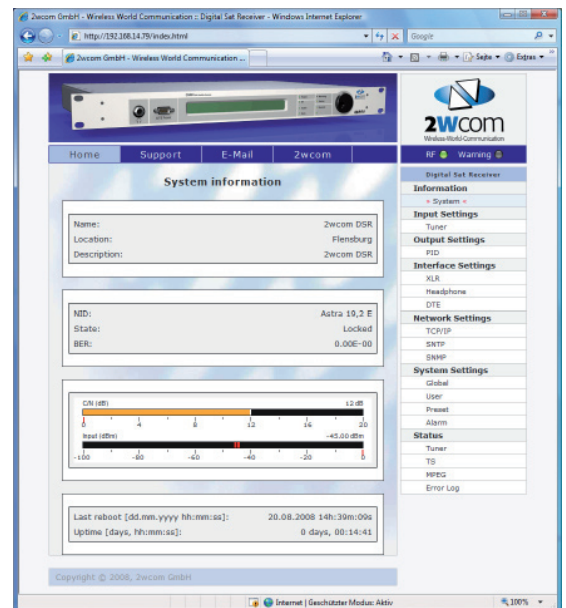 2wcom GmbH - Wireless World Communication :: Digital Sat Receiver - Windows Internet Explorer
http://192.168.14.79/index.html
Google
2wcom GmbH - Wireless World Communication ...
Seite
Extras
2wcom
Wireless-World-Communication
Home Support E-Mail 2wcom
RF Warning
System information
Name: 2wcom DSR
Location: Flensburg
Description: 2wcom DSR
NID: Astra 19,2 E
State: Locked
BER: 0.00E-00
C/N (dB) 12 dB
0 4 8 12 16 20
Input (dBm) -45.00 dBm
-100 -80 -60 -40 -20 0
Last reboot [dd.mm.yyyy hh:mm:ss]: 20.08.2008 14h:39m:09s
Uptime [days, hh:mm:ss]: 0 days, 00:14:41
Copyright © 2008, 2wcom GmbH
Digital Sat Receiver
Information
System
Input Settings
Tuner
Output Settings
PID
Interface Settings
XLR
Headphone
DTE
Network Settings
TCP/IP
SNTP
SNMP
System Settings
Global
User
Preset
Alarm
Status
Tuner
TS
MPEG
Error Log
Internet | Geschützter Modus: Aktiv
100%